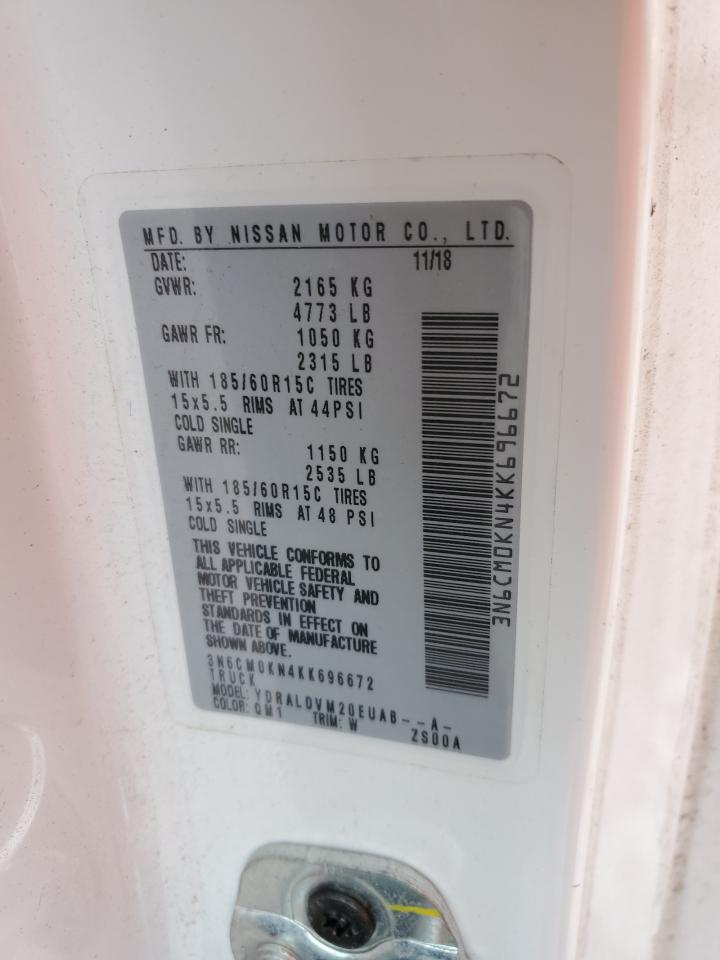 MFD. BY NISSAN MOTOR CO., LTD.
DATE: 11/18
GVWR: 2165 KG
4773 LB
GAWR FR: 1050 KG
2315 LB
WITH 185/60R15C TIRES
15x5.5 RIMS AT 44PSI
COLD SINGLE
GAWR RR: 1150 KG
2535 LB
WITH 185/60R15C TIRES
15x5.5 RIMS AT 48 PSI
COLD SINGLE
THIS VEHICLE CONFORMS TO
ALL APPLICABLE FEDERAL
MOTOR VEHICLE SAFETY AND
THEFT PREVENTION
STANDARDS IN EFFECT ON
THE DATE OF MANUFACTURE
SHOWN ABOVE.
3N6CM0KN4KK696672
TRUCK
MODEL: YDRALDVM20EUAB--A-
COLOR: QM1 TRIM: W ZS00A
3N6CM0KN4KK696672